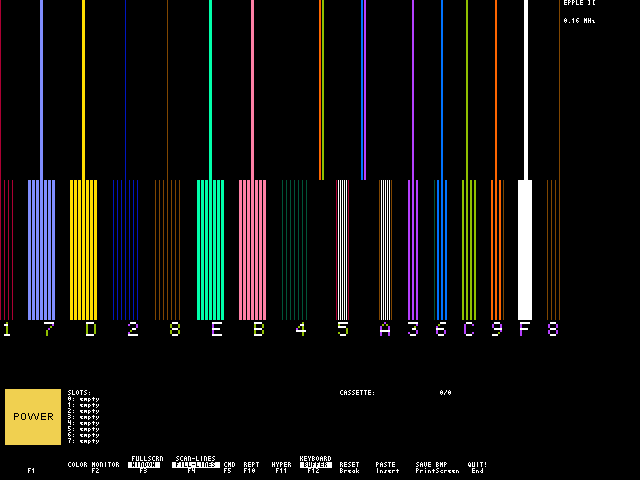 EPPLE ][
0.16 MHz
1 7 D 2 8 E B 4 5 A 3 6 C 9 F 8
POWER
SLOTS:
0: empty
1: empty
2: empty
3: empty
4: empty
5: empty
6: empty
7: empty
CASSETTE: 0/0
FULLSCRN SCAN-LINES KEYBOARD
COLOR MONITOR WINDOW FILL-LINES CMD REPT HYPER BUFFER RESET PASTE SAVE BMP QUIT!
F1 F2 F3 F4 F5 F10 F11 F12 Break Insert PrintScreen End